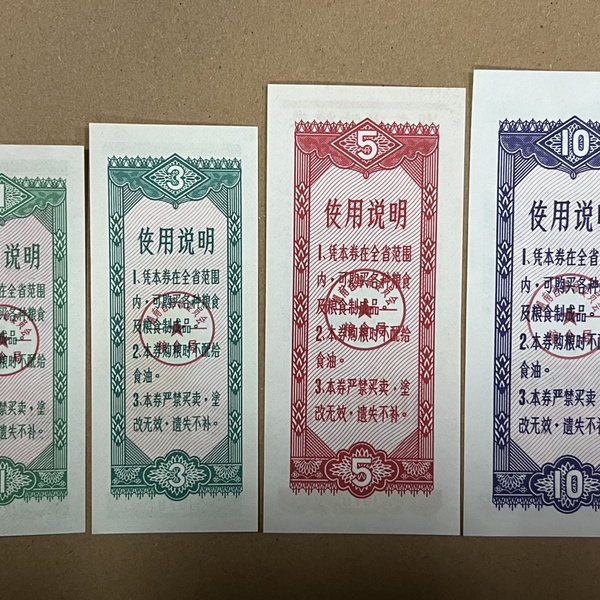 1
说明
在全省范围
各种粮食
品。
时不配给
买卖·塗
遗失不补。
1
3
使用说明
1.凭本券在全省范围
内·可购买各种粮食
及粮食制成品。
2.本券购粮时不配给
食油。
3.本券严禁买卖·塗
改无效·遗失不补。
3
5
使用说明
1.凭本券在全省范围
内·可购买各种粮食
及粮食制成品。
2.本券购粮时不配给
食油。
3.本券严禁买卖·塗
改无效·遗失不补。
5
10
使用说
1.凭本券在全省
内·可购买各种
及粮食制成品
2.本券购粮时不
食油。
3.本券严禁买卖
改无效·遗失不
10